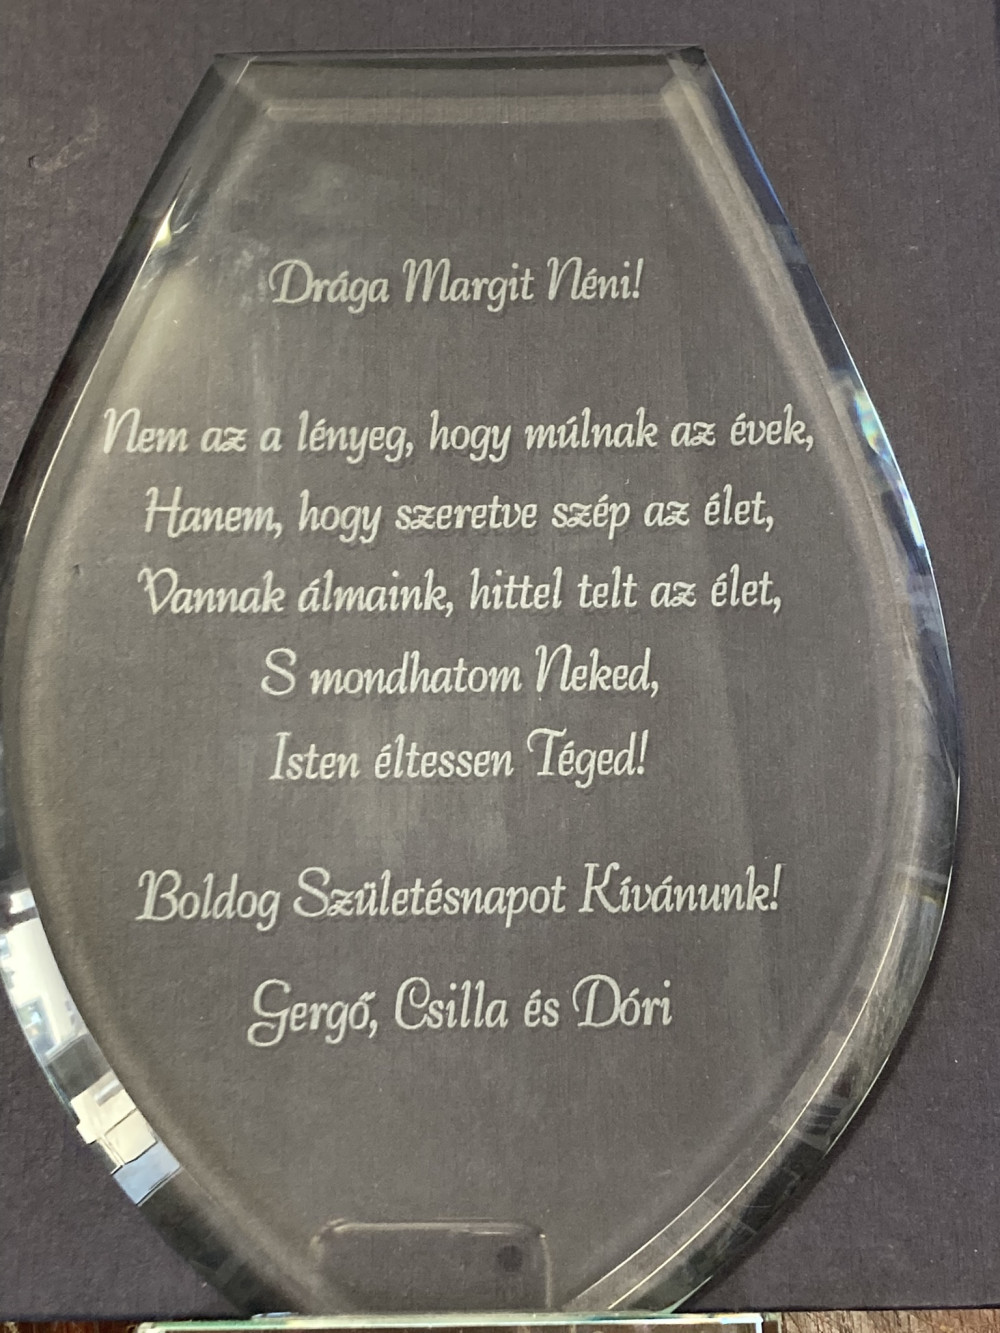 Drága Margit Néni!
Nem az a lényeg, hogy múlnak az évek,
Hanem, hogy szeretve szép az élet,
Vannak álmaink, hittel telt az élet,
S mondhatom Neked,
Isten éltessen Téged!
Boldog Születésnapot Kívánunk!
Gergő, Csilla és Dóri